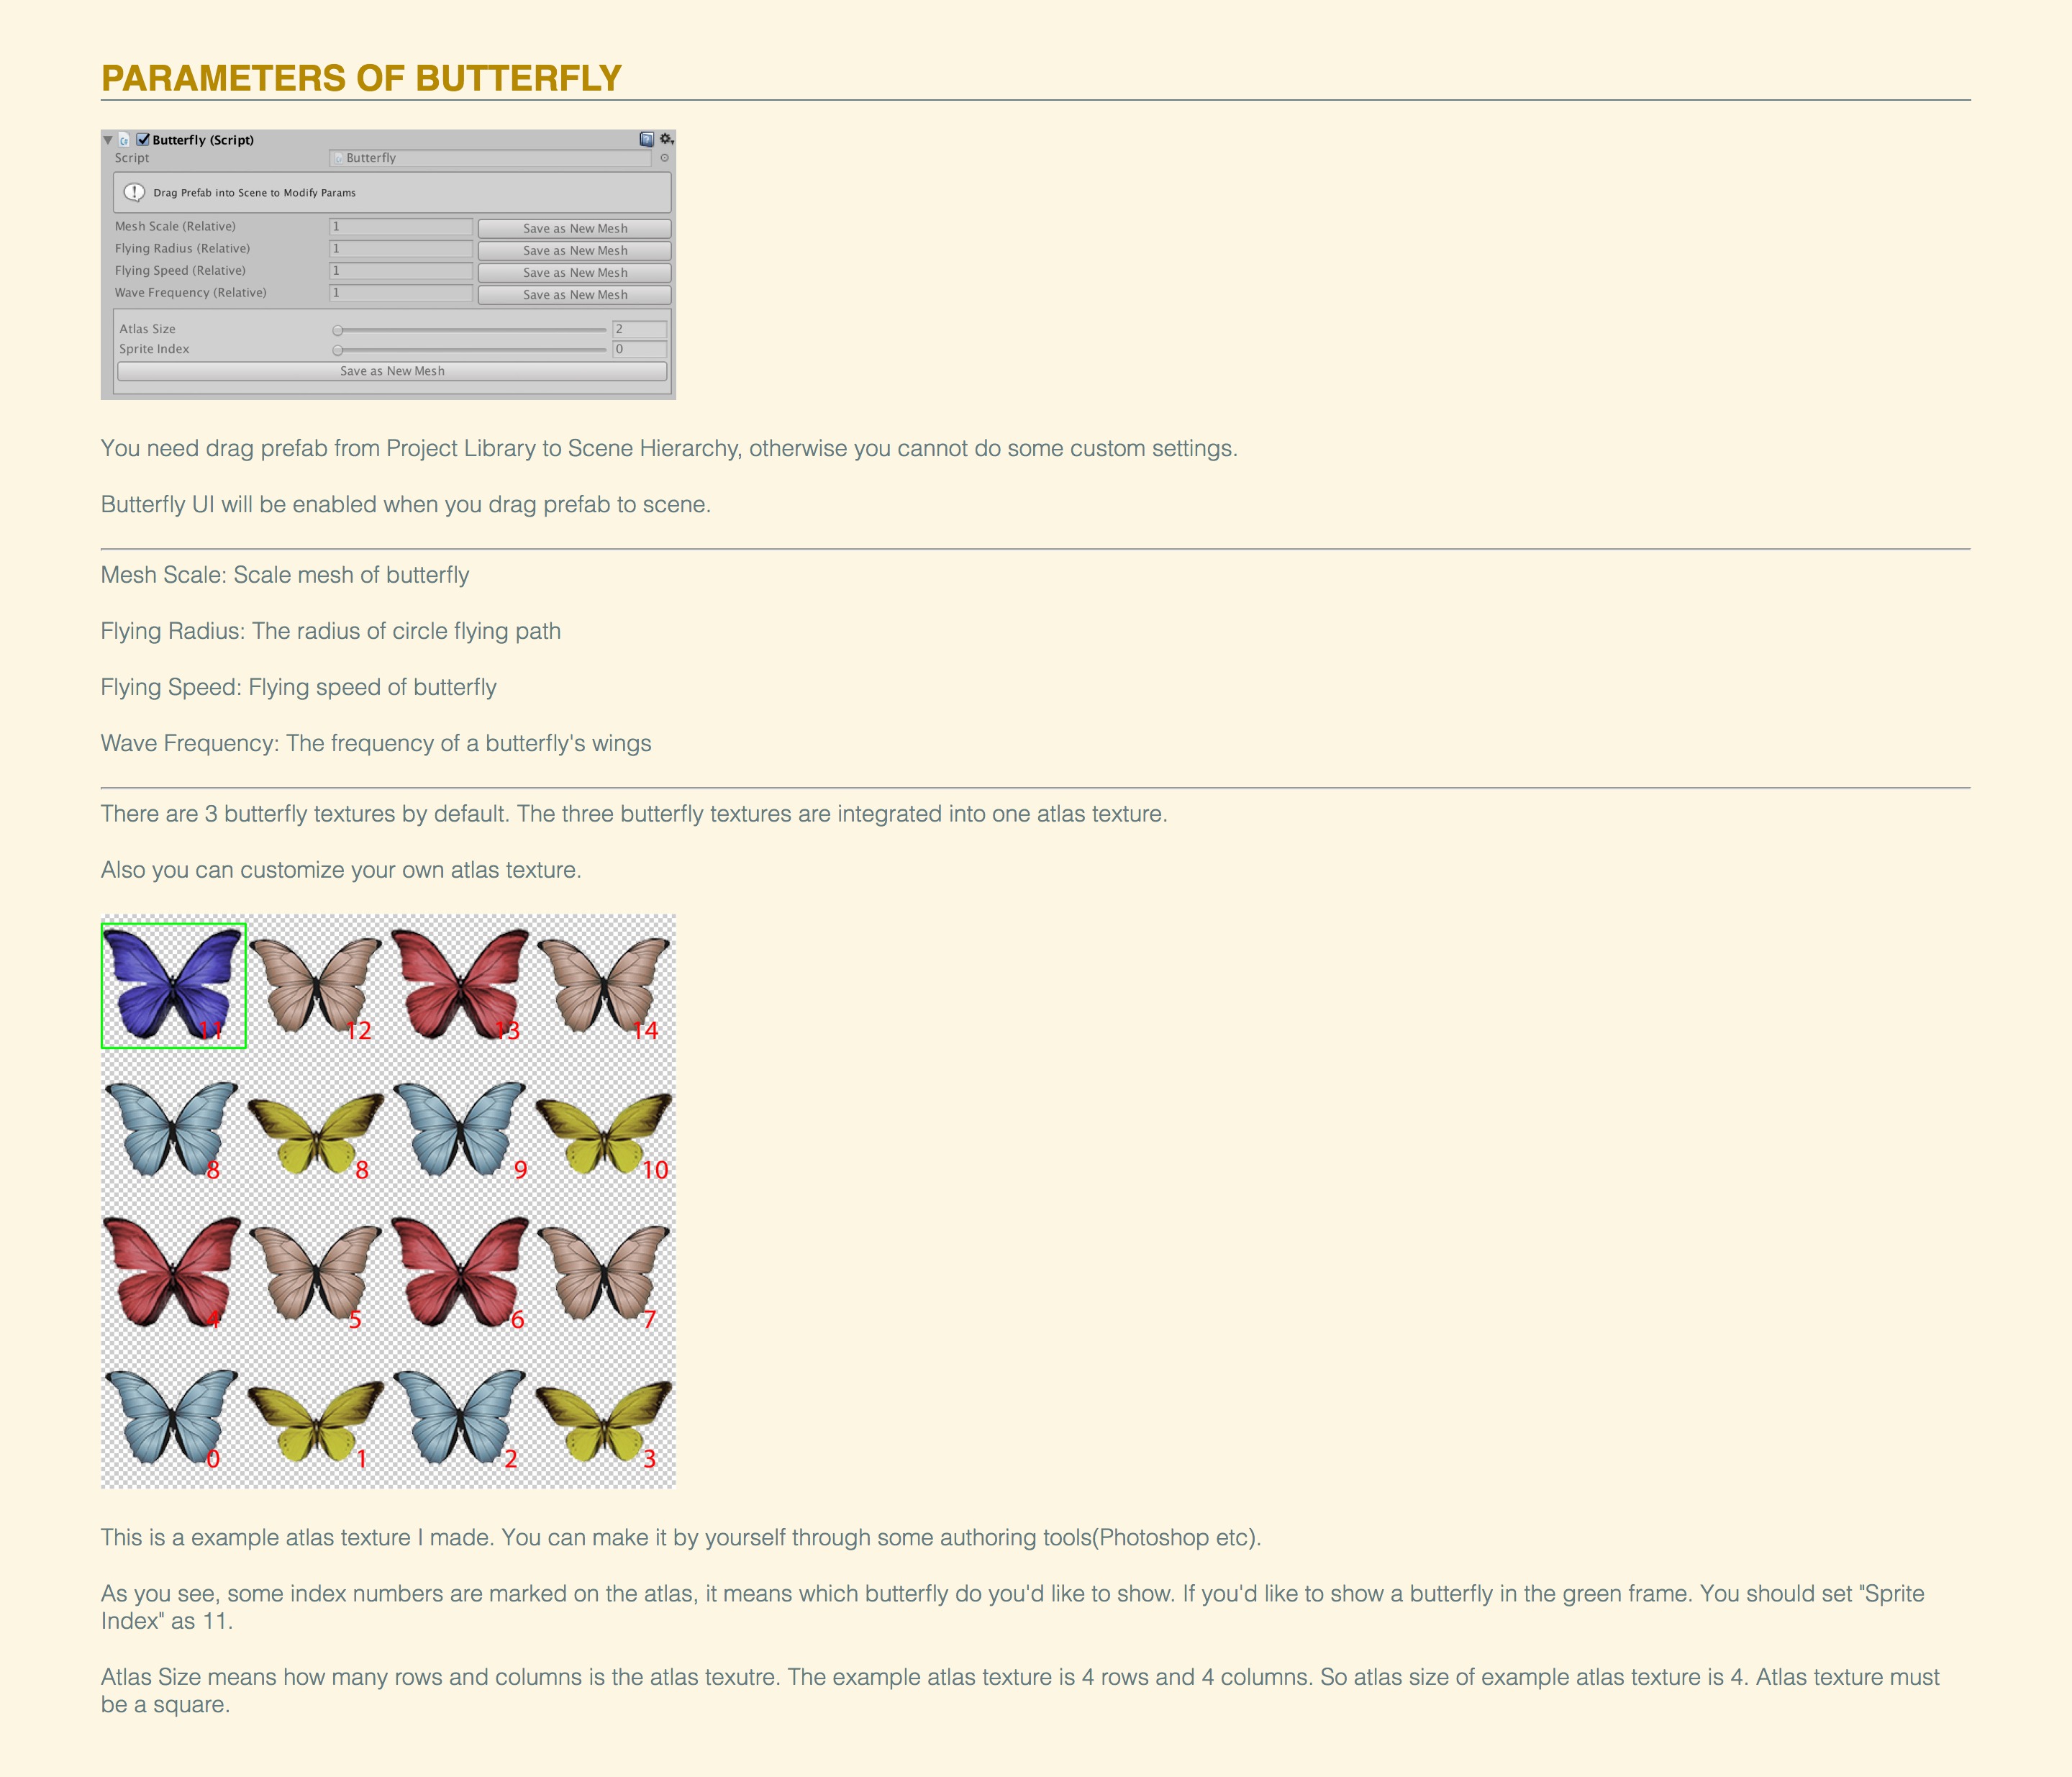 PARAMETERS OF BUTTERFLY
Butterfly (Script)
Script Butterfly
Drag Prefab into Scene to Modify Params
Mesh Scale (Relative) 1 Save as New Mesh
Flying Radius (Relative) 1 Save as New Mesh
Flying Speed (Relative) 1 Save as New Mesh
Wave Frequency (Relative) 1 Save as New Mesh
Atlas Size 2
Sprite Index 0
Save as New Mesh
You need drag prefab from Project Library to Scene Hierarchy, otherwise you cannot do some custom settings.
Butterfly UI will be enabled when you drag prefab to scene.
Mesh Scale: Scale mesh of butterfly
Flying Radius: The radius of circle flying path
Flying Speed: Flying speed of butterfly
Wave Frequency: The frequency of a butterfly's wings
There are 3 butterfly textures by default. The three butterfly textures are integrated into one atlas texture.
Also you can customize your own atlas texture.
11 12 13 14
8 8 9 10
4 5 6 7
0 1 2 3
This is a example atlas texture I made. You can make it by yourself through some authoring tools(Photoshop etc).
As you see, some index numbers are marked on the atlas, it means which butterfly do you'd like to show. If you'd like to show a butterfly in the green frame. You should set "Sprite
Index" as 11.
Atlas Size means how many rows and columns is the atlas texutre. The example atlas texture is 4 rows and 4 columns. So atlas size of example atlas texture is 4. Atlas texture must
be a square.